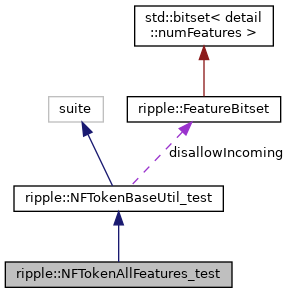 std::bitset< detail
::numFeatures >
suite
ripple::FeatureBitset
disallowIncoming
ripple::NFTokenBaseUtil_test
ripple::NFTokenAllFeatures_test